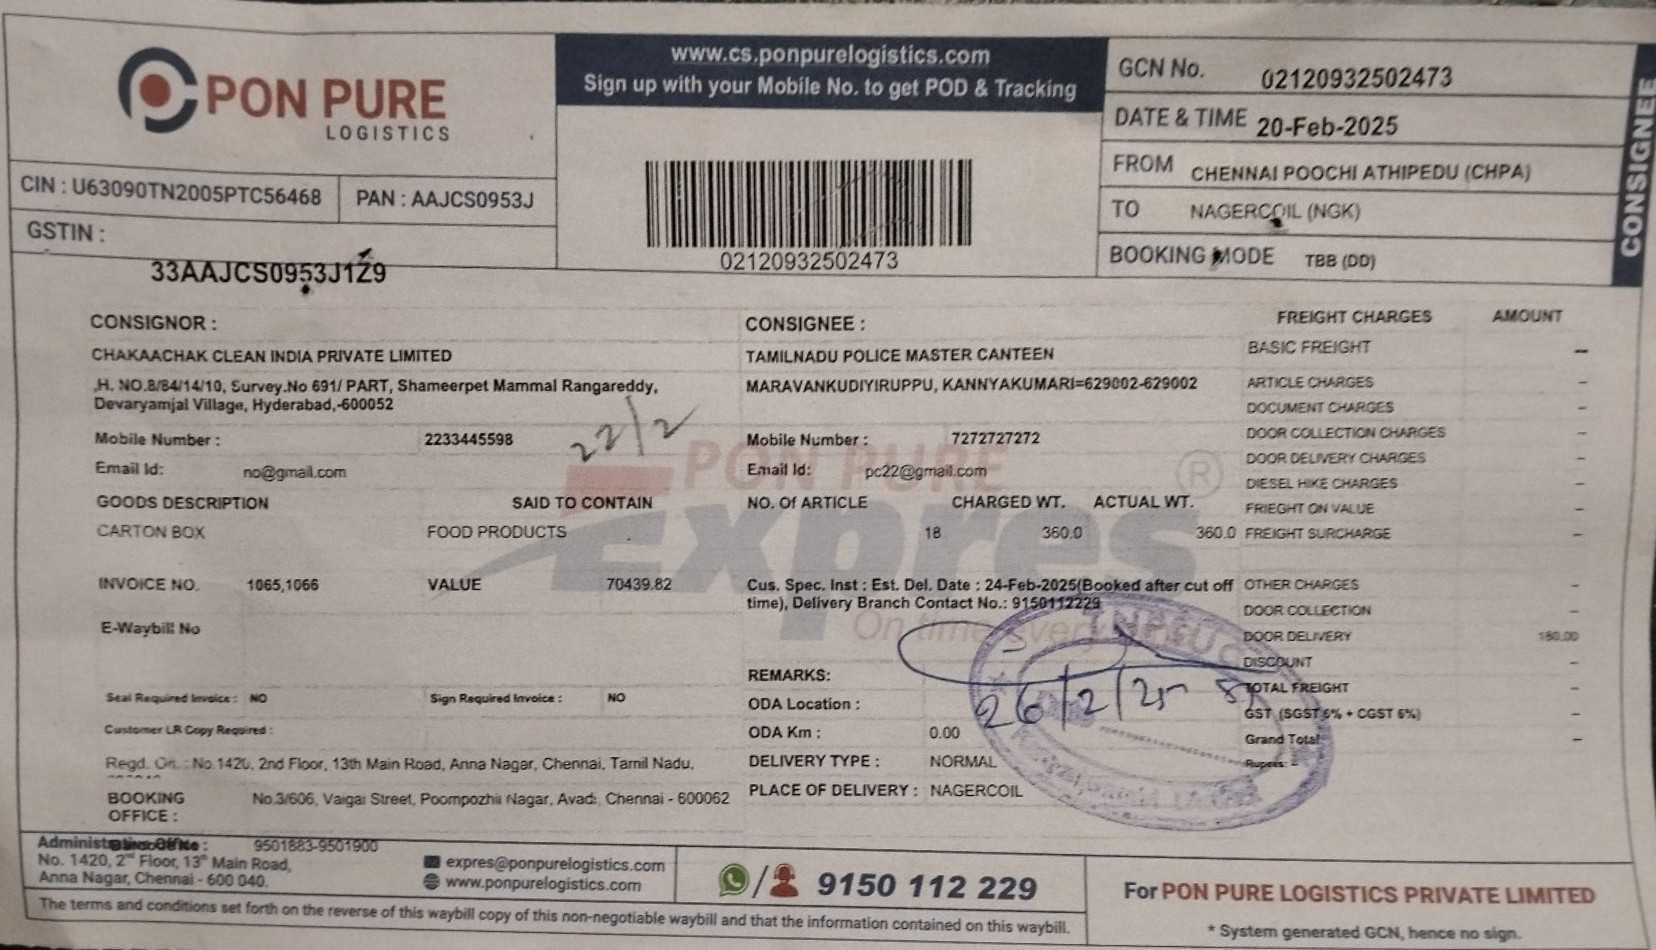 PON PURE
LOGISTICS
www.cs.ponpurelogistics.com
Sign up with your Mobile No. to get POD & Tracking
GCN No. 02120932502473
DATE & TIME 20-Feb-2025
FROM CHENNAI POOCHI ATHIPEDU (CHPA)
TO NAGERCOIL (NGK)
BOOKING MODE TBB (DD)
CONSIGNEE
CIN : U63090TN2005PTC56468 PAN : AAJCS0953J
GSTIN :
33AAJCS0953J1Z9
02120932502473
CONSIGNOR :
CHAKAACHAK CLEAN INDIA PRIVATE LIMITED
H. NO.8/84/14/10, Survey.No 691/ PART, Shameerpet Mammal Rangareddy,
Devaryamjal Village, Hyderabad,-600052
Mobile Number : 2233445598
Email Id: no@gmail.com
22/2
CONSIGNEE :
TAMILNADU POLICE MASTER CANTEEN
MARAVANKUDIYIRUPPU, KANNYAKUMARI=629002-629002
Mobile Number : 7272727272
Email Id: pc22@gmail.com
PON PURE
Expres
On time
GOODS DESCRIPTION SAID TO CONTAIN NO. Of ARTICLE CHARGED WT. ACTUAL WT.
CARTON BOX FOOD PRODUCTS 18 360.0 360.0
INVOICE NO. 1065,1066 VALUE 70439.82
E-Waybill No
Seal Required Invoice : NO Sign Required Invoice : NO
Customer LR Copy Required :
Cus. Spec. Inst : Est. Del. Date : 24-Feb-2025(Booked after cut off
time), Delivery Branch Contact No.: 9150112229
REMARKS:
ODA Location :
ODA Km : 0.00
DELIVERY TYPE : NORMAL
PLACE OF DELIVERY : NAGERCOIL
26/2/25
FREIGHT CHARGES AMOUNT
BASIC FREIGHT -
ARTICLE CHARGES -
DOCUMENT CHARGES -
DOOR COLLECTION CHARGES -
DOOR DELIVERY CHARGES -
DIESEL HIKE CHARGES -
FRIEGHT ON VALUE -
FREIGHT SURCHARGE -
OTHER CHARGES -
DOOR COLLECTION -
DOOR DELIVERY 180.00
DISCOUNT -
TOTAL FREIGHT -
GST (SGST 6% + CGST 6%) -
Grand Total -
Rupees:
Regd. : No.1420, 2nd Floor, 13th Main Road, Anna Nagar, Chennai, Tamil Nadu,
BOOKING
OFFICE : No.3/606, Vaigai Street, Poompozhil Nagar, Avadi, Chennai - 600062
Administrative Office : 9501883-9501900
No. 1420, 2nd Floor, 13th Main Road,
Anna Nagar, Chennai - 600 040.
expres@ponpurelogistics.com
www.ponpurelogistics.com
9150 112 229
For PON PURE LOGISTICS PRIVATE LIMITED
The terms and conditions set forth on the reverse of this waybill copy of this non-negotiable waybill and that the information contained on this waybill.
* System generated GCN, hence no sign.